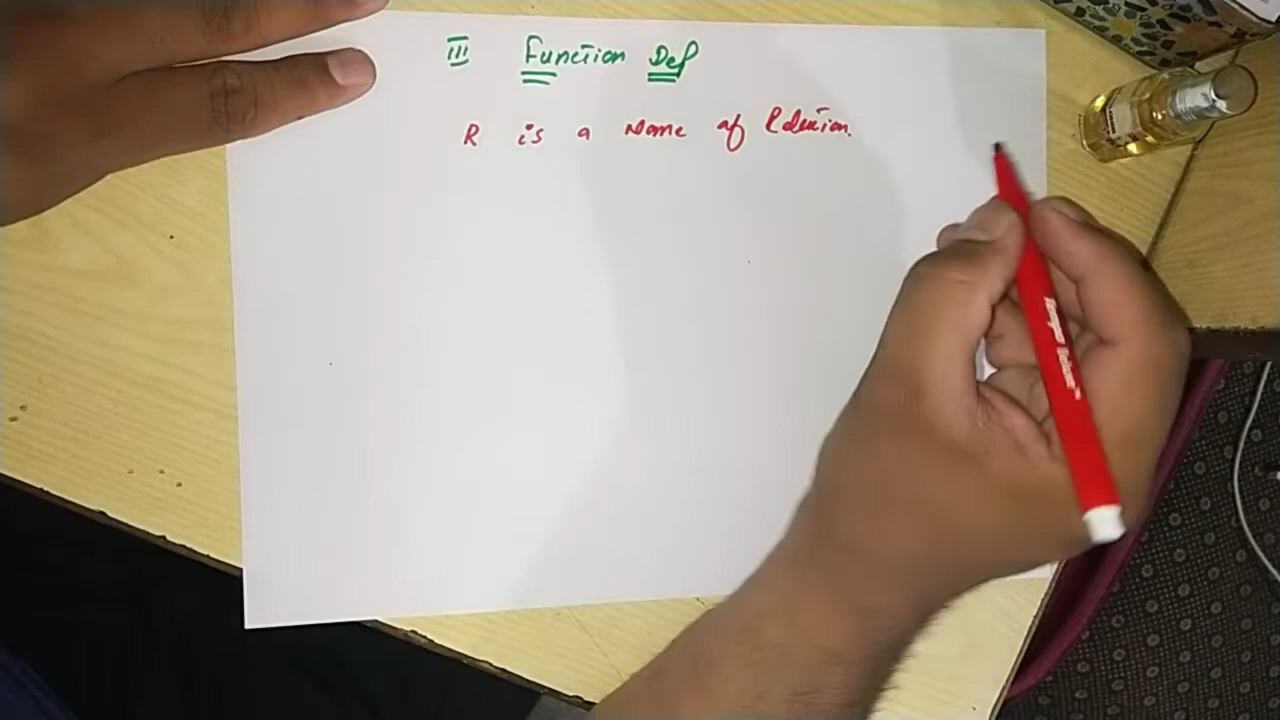 III Function Def
R is a Name of Relation.